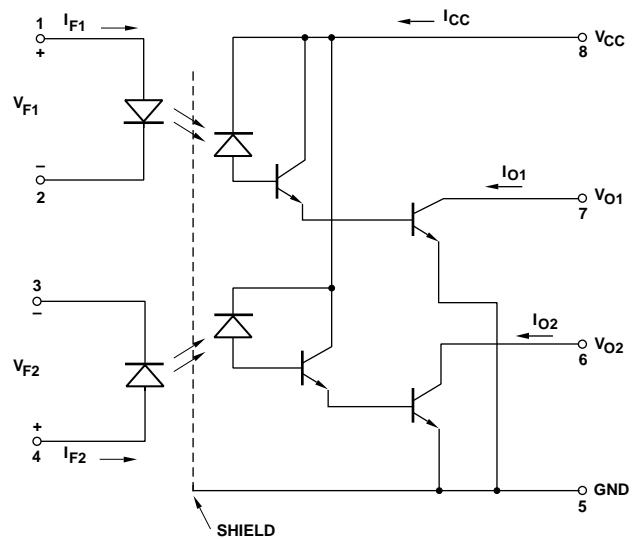 1
I_F1
+
V_F1
–
2
I_CC
V_CC
8
I_O1
V_O1
7
3
–
V_F2
+
4
I_F2
I_O2
V_O2
6
GND
5
SHIELD